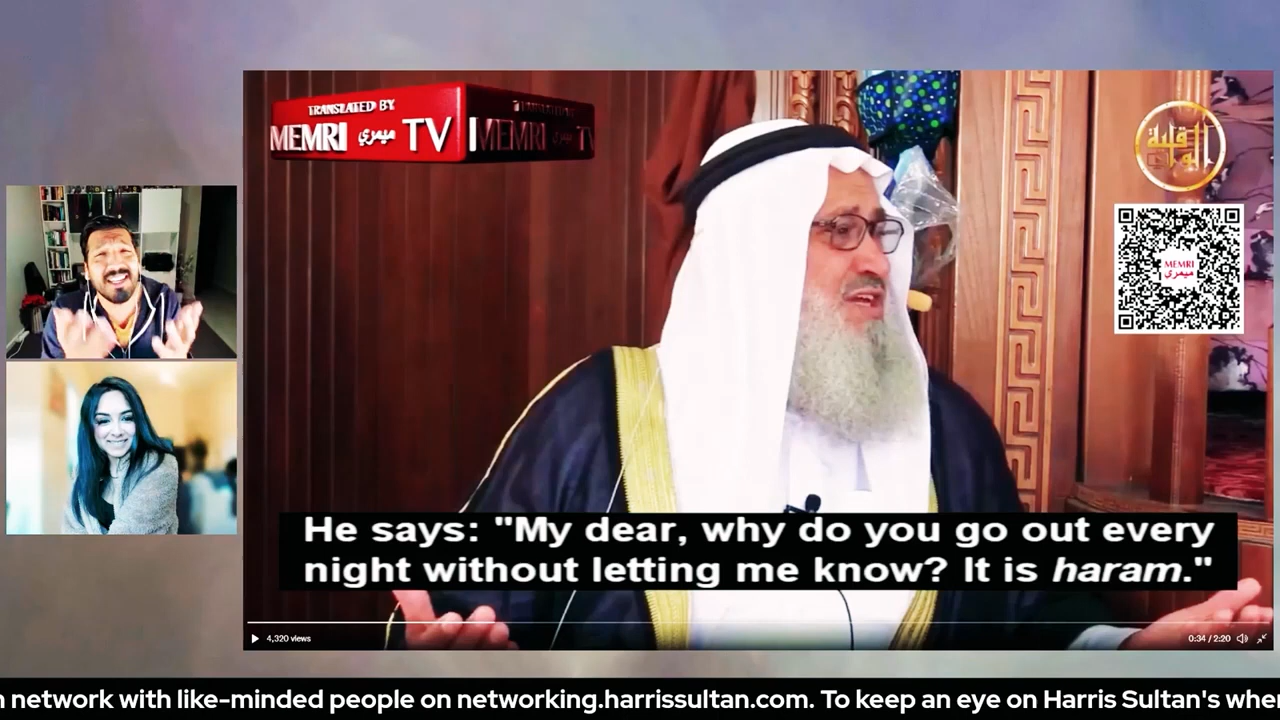 TRANSLATED BY
MEMRI ميمري TV
MEMRI
ميمري
He says: "My dear, why do you go out every
night without letting me know? It is haram."
4,320 views
0:34 / 2:20
network with like-minded people on networking.harrissultan.com. To keep an eye on Harris Sultan's